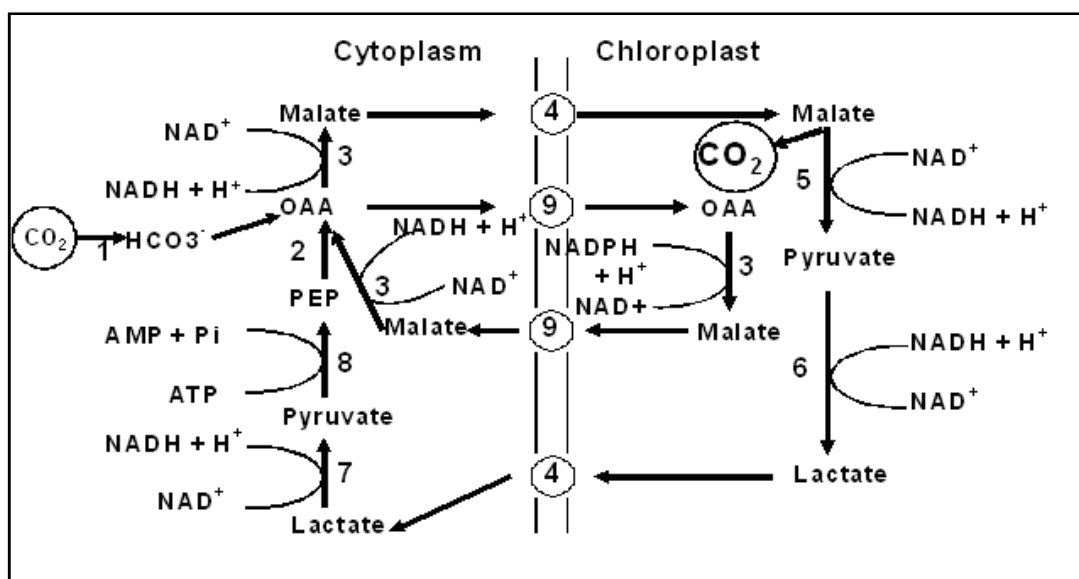 Cytoplasm Chloroplast
Malate 4 Malate
NAD⁺ CO₂ NAD⁺
3 5
NADH + H⁺ OAA 9 OAA NADH + H⁺
CO₂ 1 HCO3⁻ NADH + H⁺
2 NADPH + H⁺ 3 Pyruvate
PEP 3 NAD⁺ NAD+
AMP + Pi Malate 9 Malate NADH + H⁺
8 6
ATP NAD⁺
Pyruvate
NADH + H⁺
7 4 Lactate
NAD⁺
Lactate